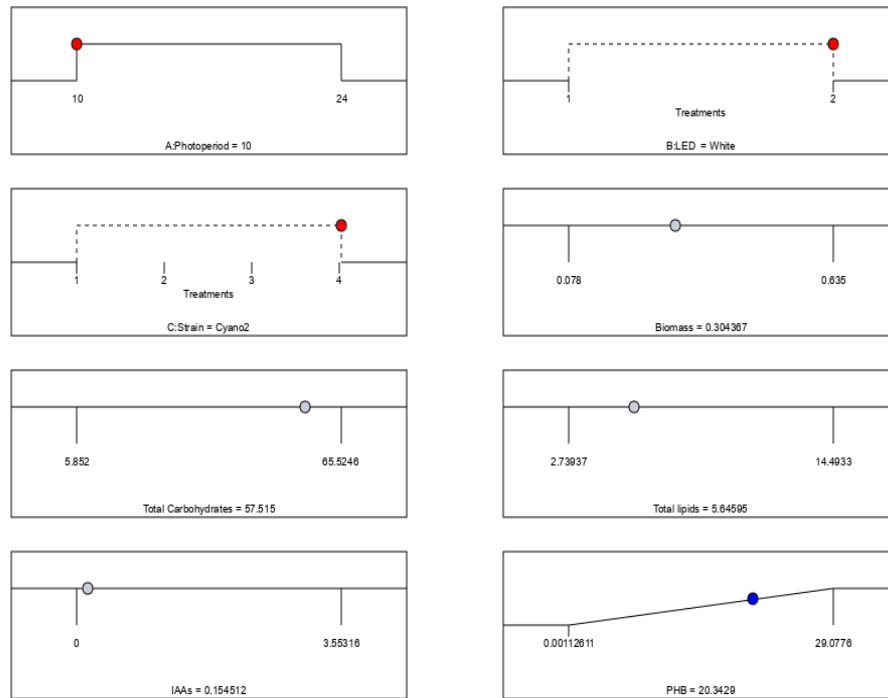 10 24
A:Photoperiod = 10
1 2
Treatments
B:LED = White
1 2 3 4
Treatments
C:Strain = Cyano2
0.078 0.635
Biomass = 0.304367
5.852 65.5246
Total Carbohydrates = 57.515
2.73937 14.4933
Total lipids = 5.64595
0 3.55316
IAAs = 0.154512
0.00112611 29.0776
PHB = 20.3429